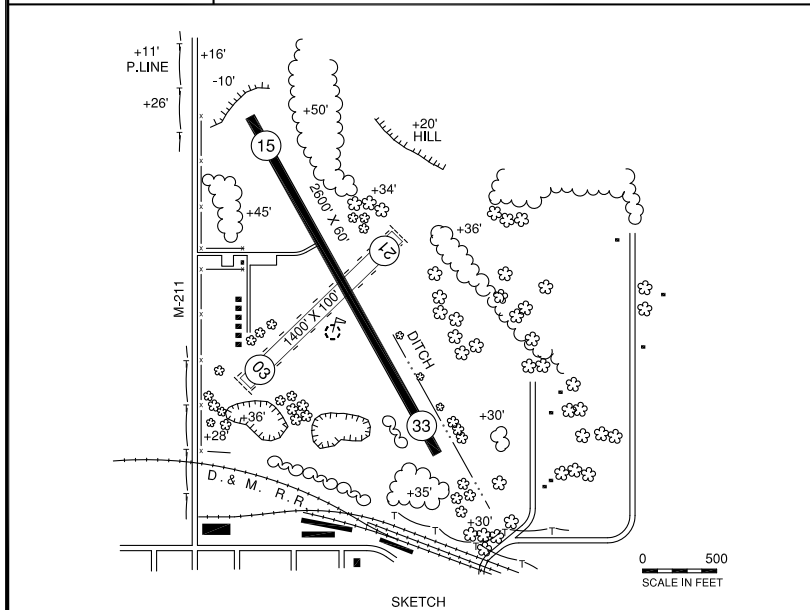 +11'
P.LINE
+16'
-10'
+26'
+50'
+20'
HILL
15
2600' X 60'
+34'
+45'
21
+36'
M-211
1400' X 100'
DITCH
03
+36'
+28'
33
+30'
D. & M. R.R
+35'
+30'
T
T
T
T
T
0 500
SCALE IN FEET
SKETCH